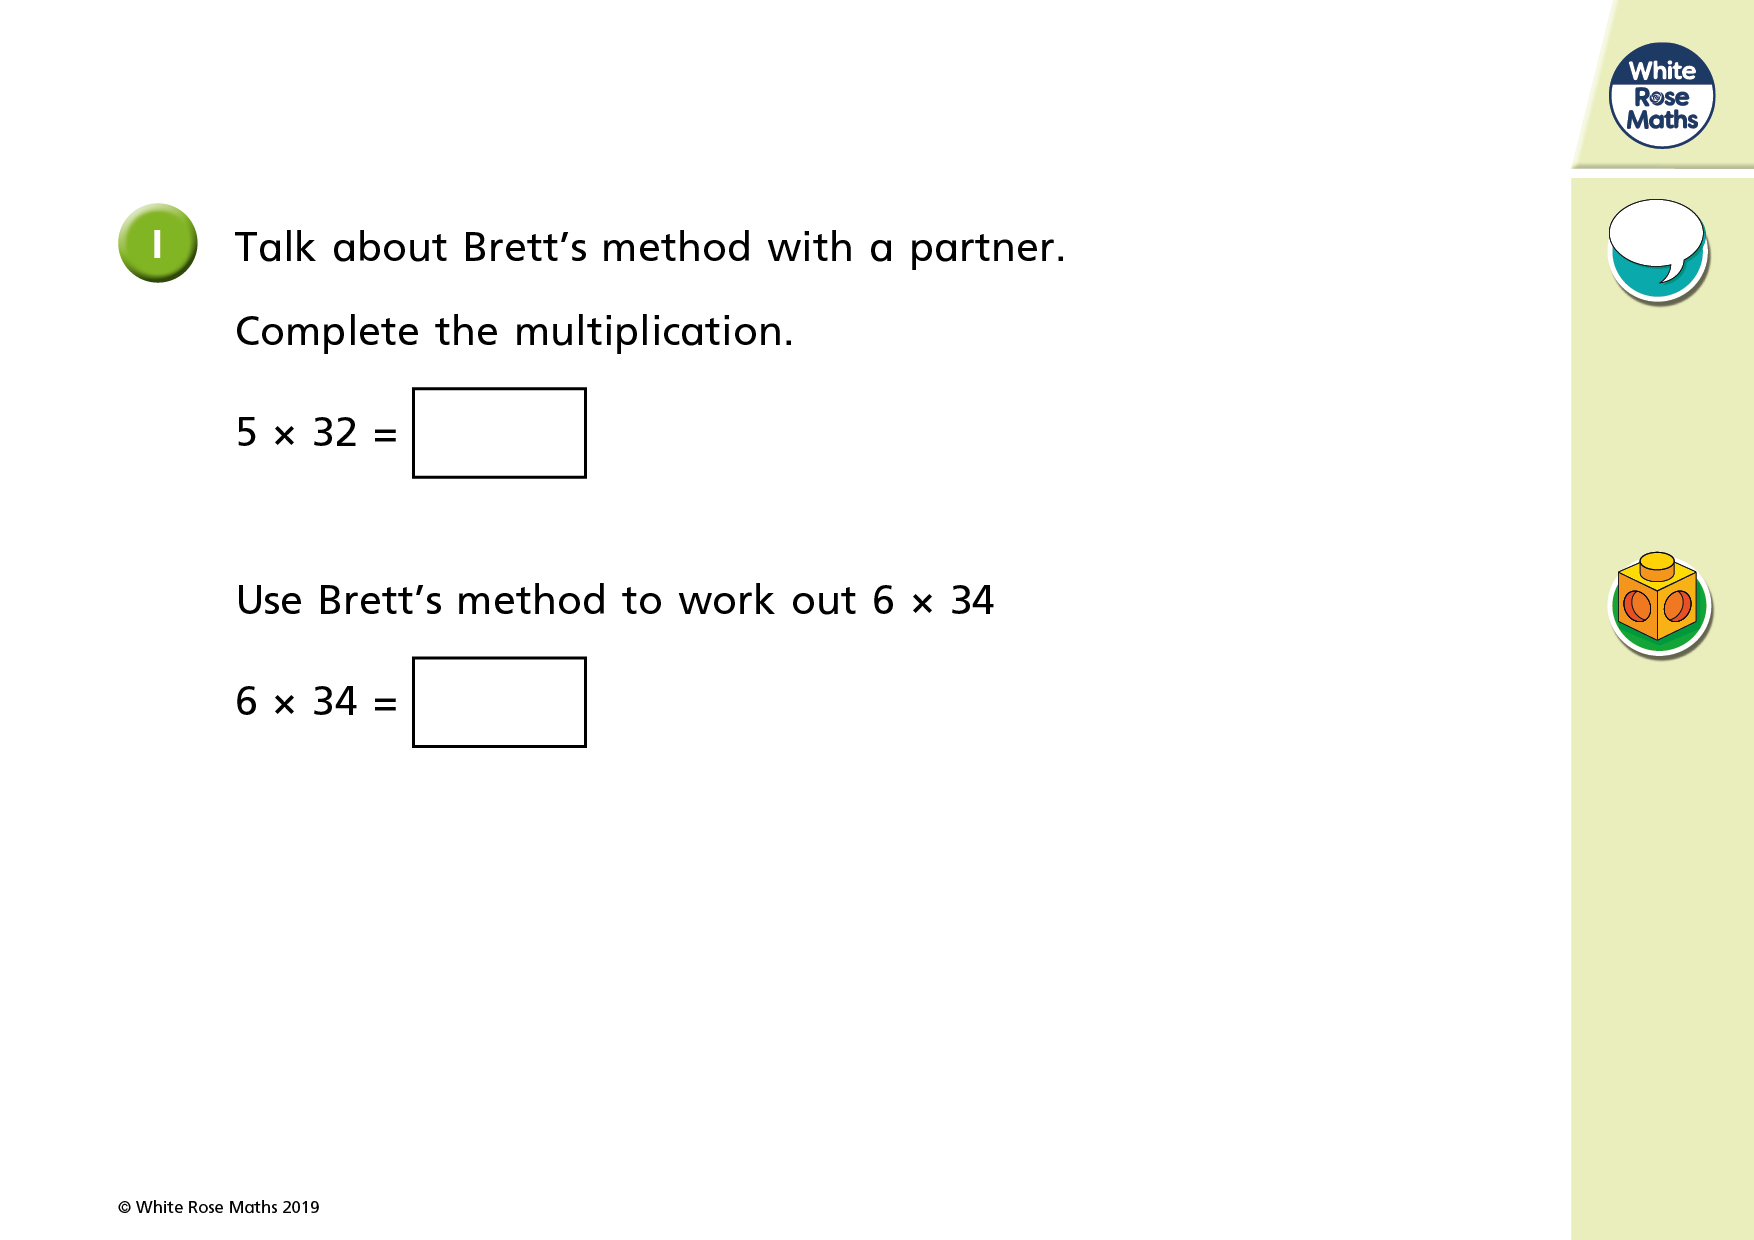 White
Rose
Maths
1 Talk about Brett's method with a partner.
Complete the multiplication.
5 × 32 =
Use Brett's method to work out 6 × 34
6 × 34 =
© White Rose Maths 2019